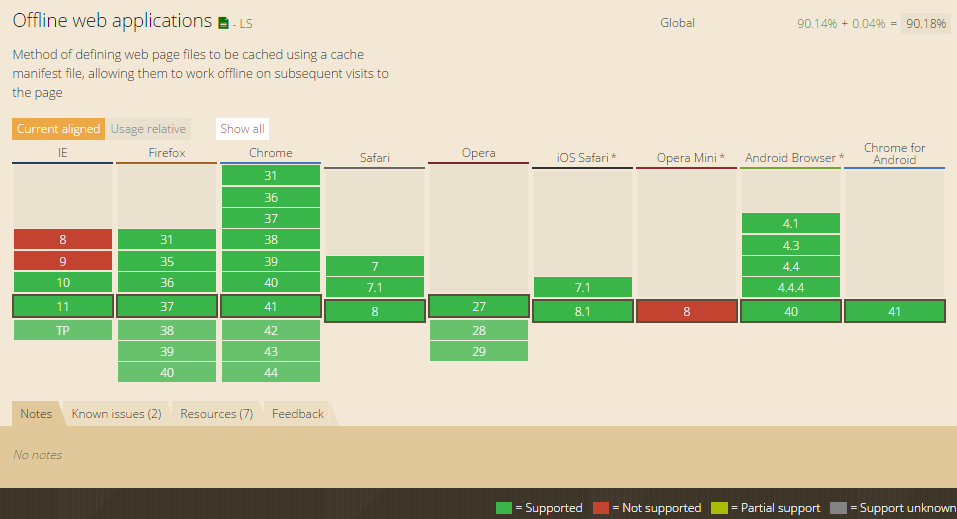 Offline web applications - LS
Global 90.14% + 0.04% = 90.18%
Method of defining web page files to be cached using a cache
manifest file, allowing them to work offline on subsequent visits to
the page
Current aligned Usage relative Show all
IE Firefox Chrome Safari Opera iOS Safari * Opera Mini * Android Browser * Chrome for Android
31
36
37 4.1
8 31 38 4.3
9 35 39 7 4.4
10 36 40 7.1 7.1 4.4.4
11 37 41 8 27 8.1 8 40 41
TP 38 42 28
39 43 29
40 44
Notes Known issues (2) Resources (7) Feedback
No notes
= Supported = Not supported = Partial support = Support unknown